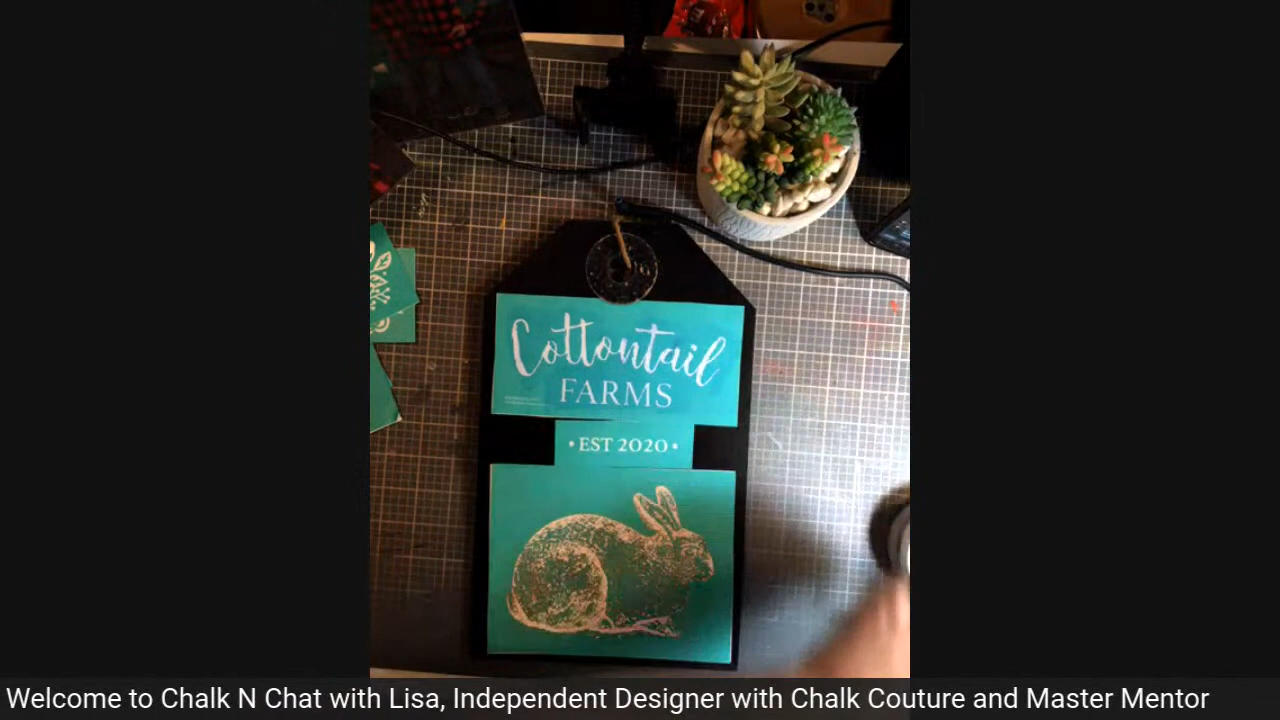 Cottontail
FARMS
• EST 2020 •
Welcome to Chalk N Chat with Lisa, Independent Designer with Chalk Couture and Master Mentor